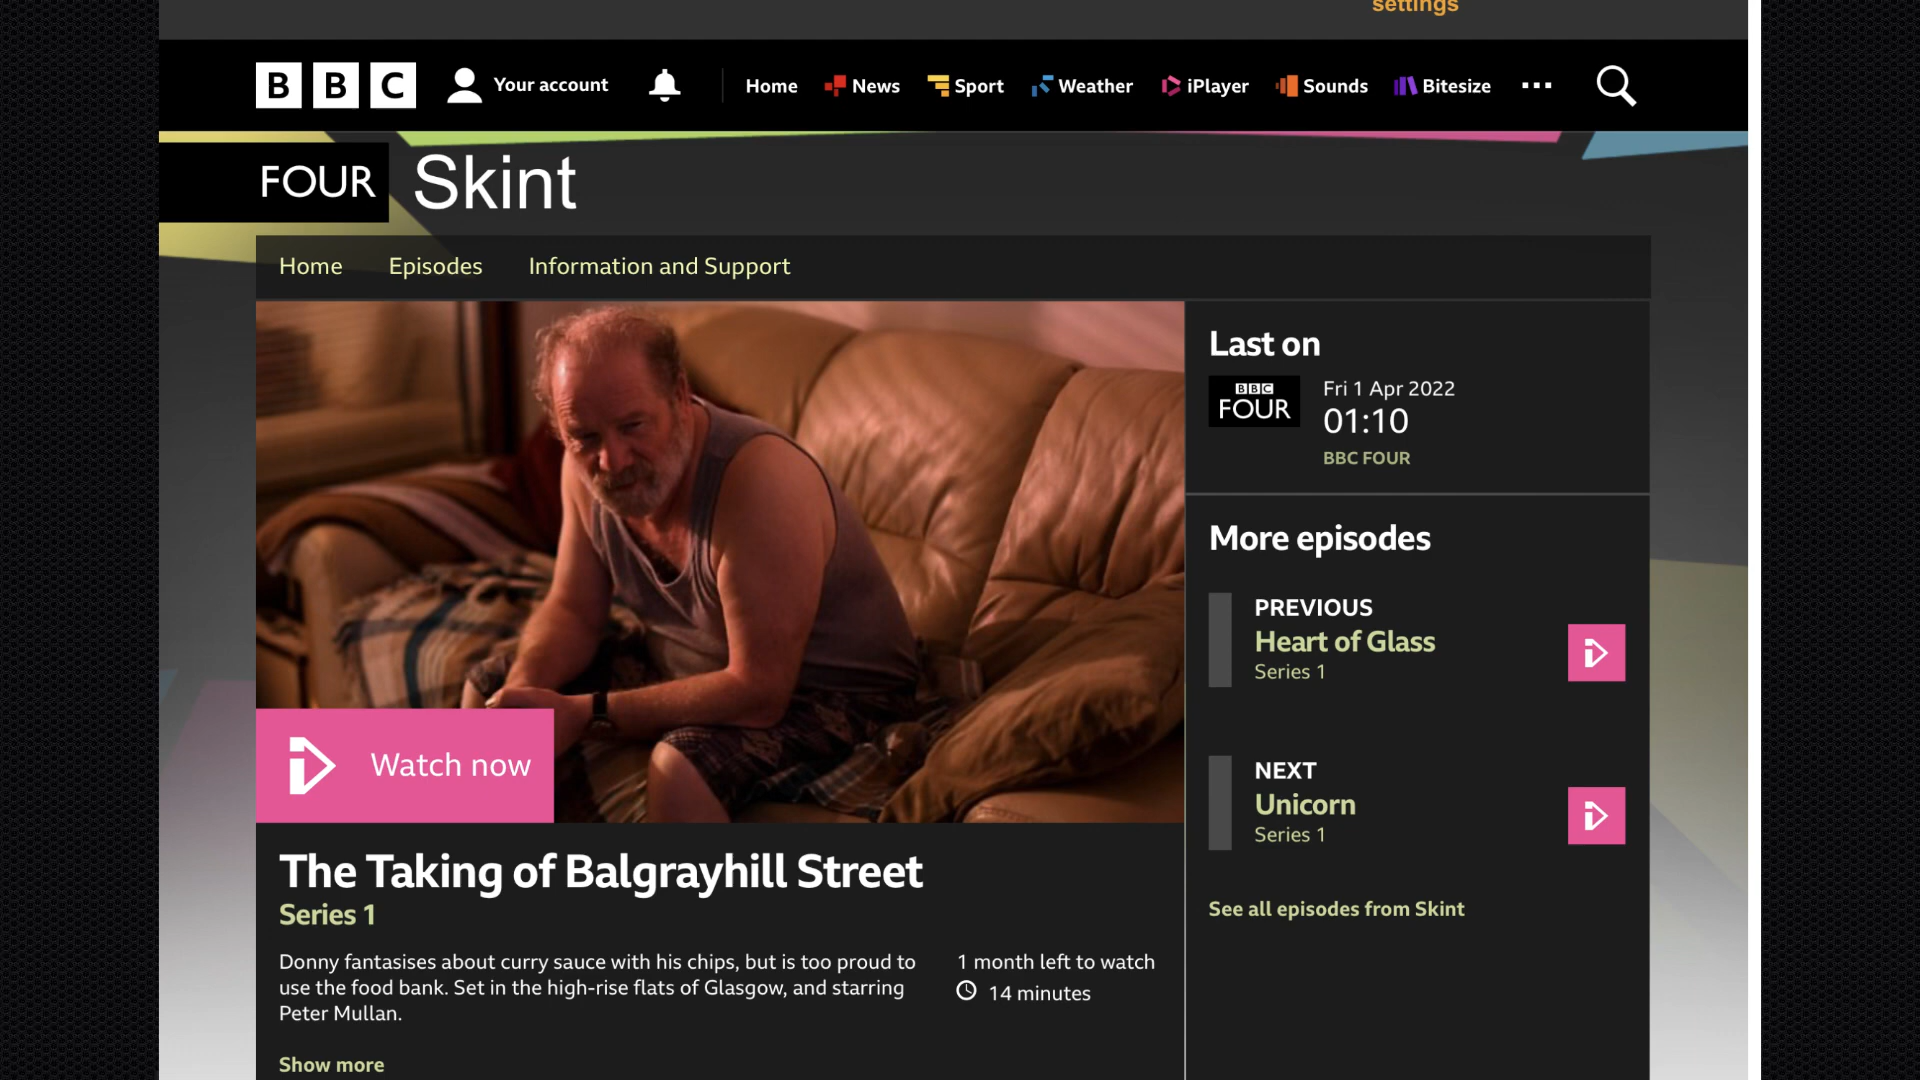 settings
BBC Your account Home News Sport Weather iPlayer Sounds Bitesize ...
FOUR Skint
Home Episodes Information and Support
Last on
BBC FOUR
Fri 1 Apr 2022
01:10
BBC FOUR
More episodes
PREVIOUS
Heart of Glass
Series 1
NEXT
Unicorn
Series 1
See all episodes from Skint
Watch now
The Taking of Balgrayhill Street
Series 1
Donny fantasises about curry sauce with his chips, but is too proud to
use the food bank. Set in the high-rise flats of Glasgow, and starring
Peter Mullan.
1 month left to watch
14 minutes
Show more